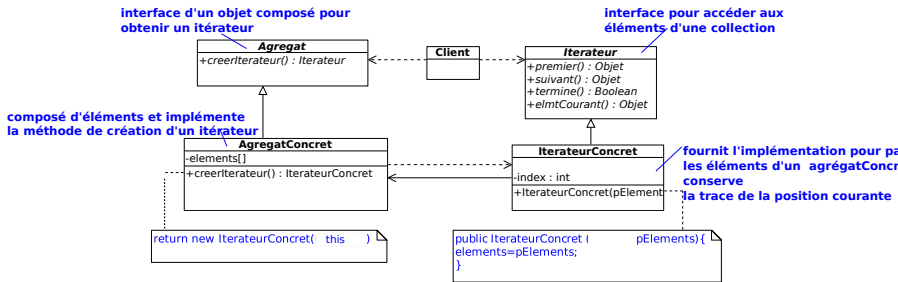 interface d'un objet composé pour
obtenir un itérateur
interface pour accéder aux
éléments d'une collection
Agregat
+creerIterateur() : Iterateur
Client
Iterateur
+premier() : Objet
+suivant() : Objet
+termine() : Boolean
+elmtCourant() : Objet
composé d'éléments et implémente
la méthode de création d'un itérateur
AgregatConcret
-elements[]
+creerIterateur() : IterateurConcret
IterateurConcret
-index : int
+IterateurConcret(pElement
fournit l'implémentation pour pa
les éléments d'un agrégatConcr
conserve
la trace de la position courante
return new IterateurConcret( this )
public IterateurConcret ( pElements){
elements=pElements;
}